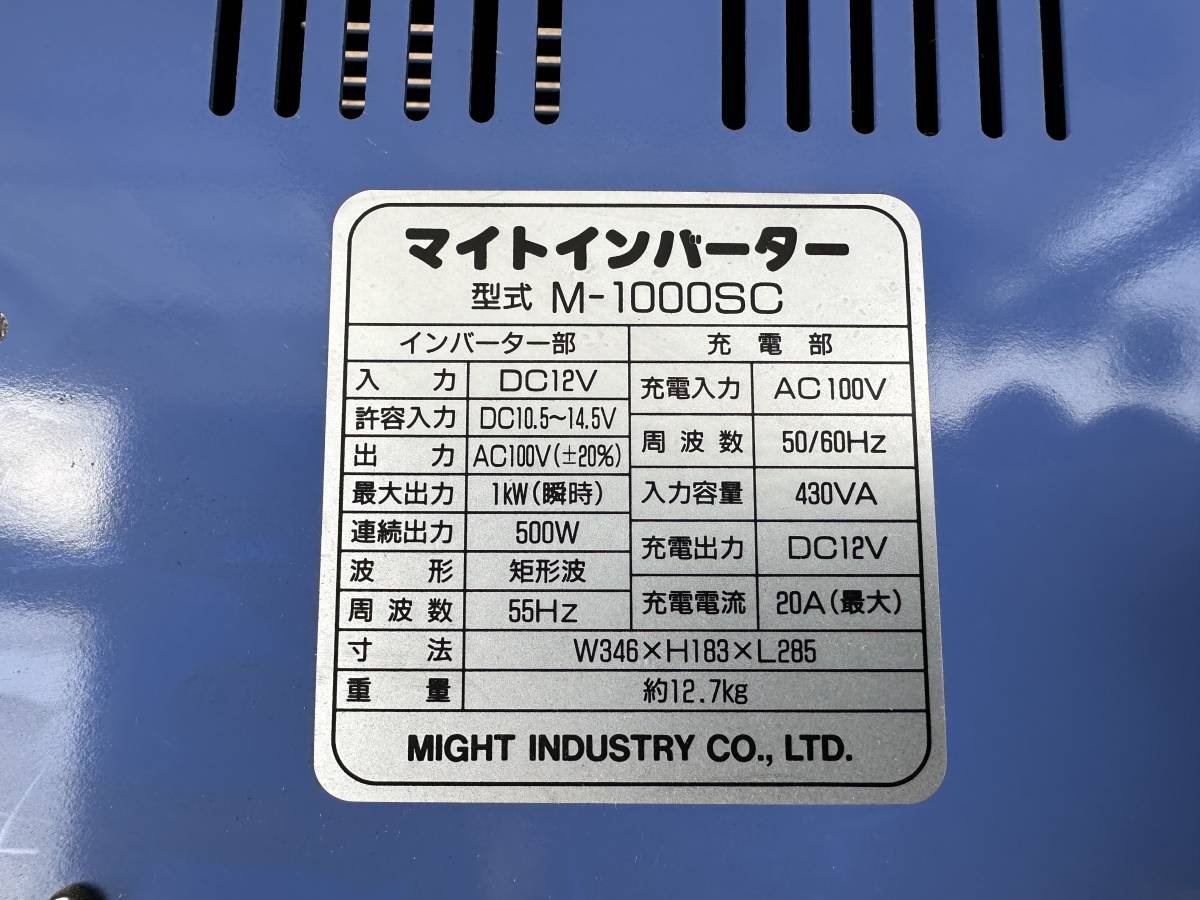 マイトインバーター
型式 M-1000SC
インバーター部
入力 DC12V
許容入力 DC10.5~14.5V
出力 AC100V(±20%)
最大出力 1kW(瞬時)
連続出力 500W
波形 矩形波
周波数 55Hz
充電部
充電入力 AC100V
周波数 50/60Hz
入力容量 430VA
充電出力 DC12V
充電電流 20A(最大)
寸法 W346×H183×L285
重量 約12.7kg
MIGHT INDUSTRY CO., LTD.